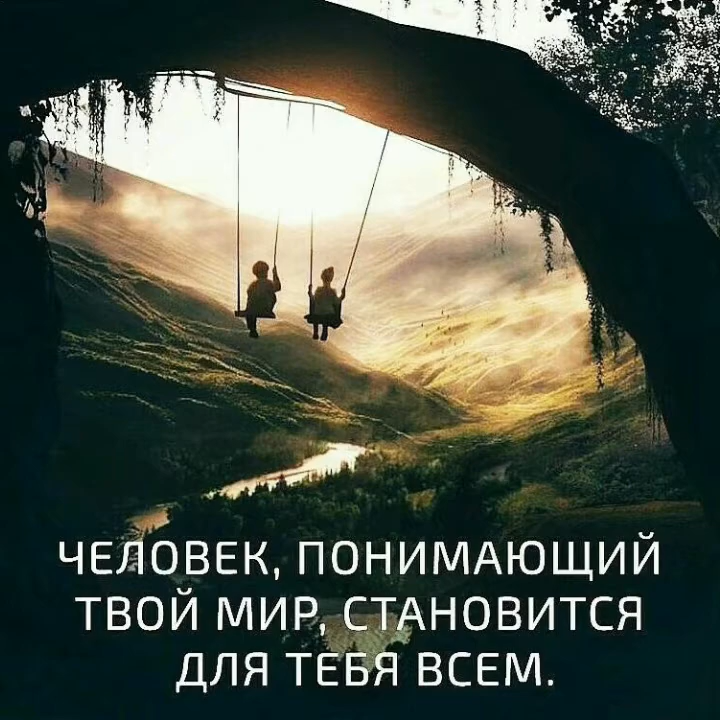 ЧЕЛОВЕК, ПОНИМАЮЩИЙ
ТВОЙ МИР, СТАНОВИТСЯ
ДЛЯ ТЕБЯ ВСЕМ.